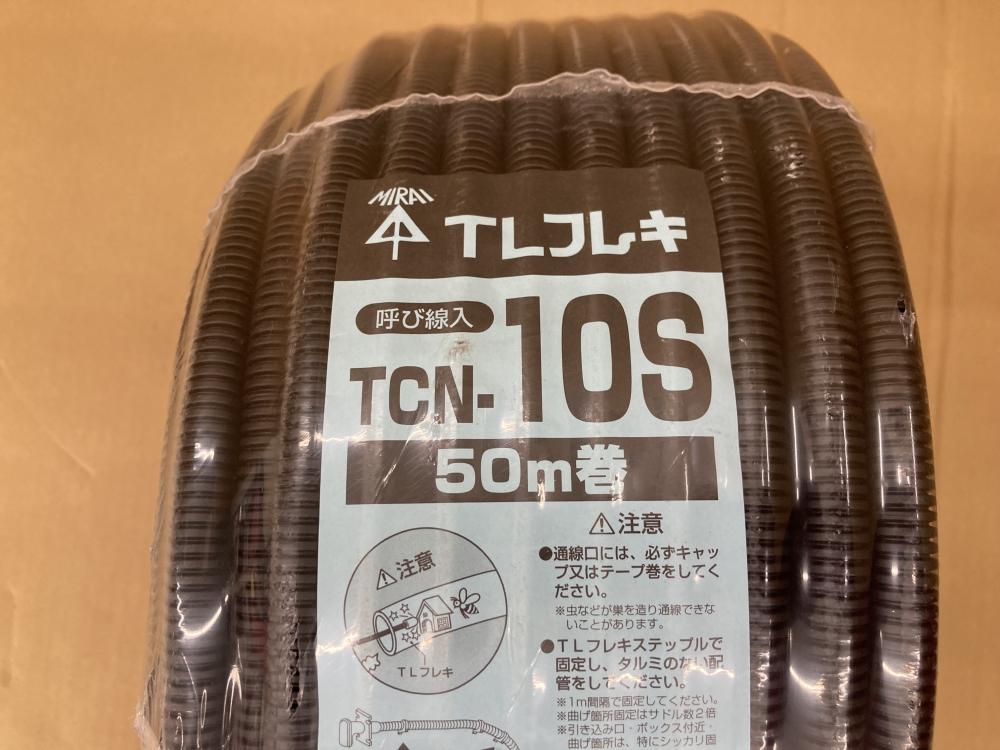 MIRAI
TLフレキ
呼び線入
TCN-10S
50m巻
注意
注意
TLフレキ
●通線口には、必ずキャッ
プ又はテープ巻をしてく
ださい。
※虫などが巣を造り通線できな
いことがあります。
●TLフレキステップルで
固定し、タルミのない配
管をしてください。
※1m間隔で固定してください。
※曲げ箇所固定はサドル数2倍
※引き込み口・ボックス付近・
曲げ箇所は、特にシッカリ固